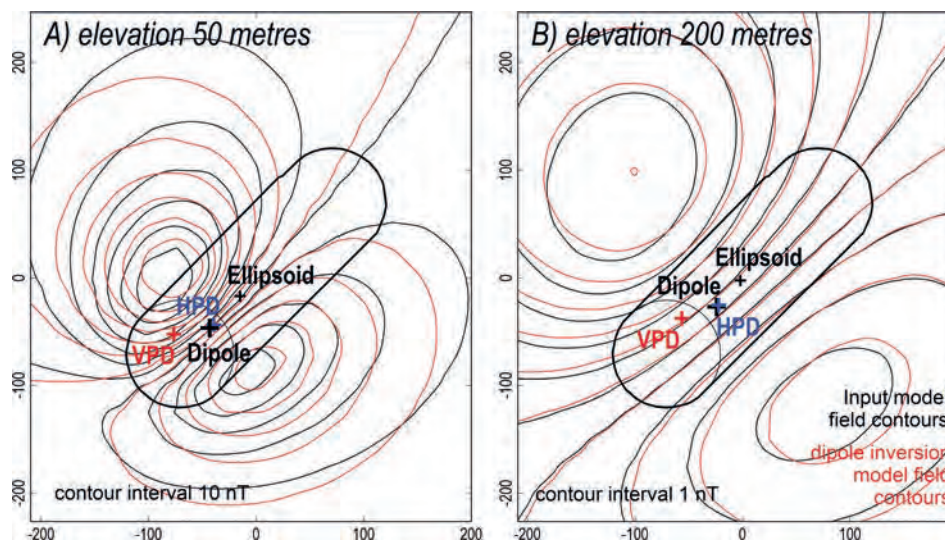 A) elevation 50 metres
B) elevation 200 metres
200
100
0
-100
-200
-200
-100
0
100
200
Ellipsoid
HPD
VPD
Dipole
contour interval 10 nT
200
100
0
-100
-200
-100
0
100
Ellipsoid
Dipole
VPD
HPD
Input mode
field contours
dipole inversion
model field
contours
contour interval 1 nT